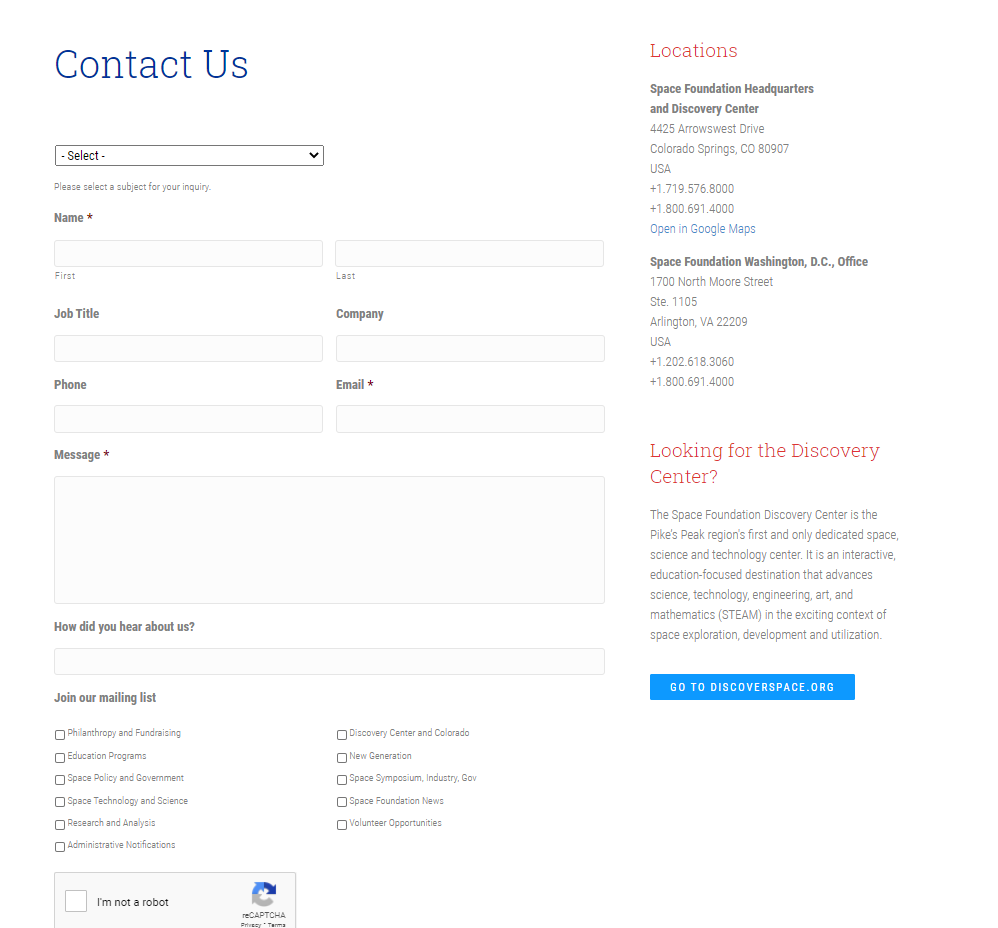 Contact Us
- Select -
Please select a subject for your inquiry.
Name *
First
Last
Job Title
Company
Phone
Email *
Message *
How did you hear about us?
Join our mailing list
Philanthropy and Fundraising
Discovery Center and Colorado
Education Programs
New Generation
Space Policy and Government
Space Symposium, Industry, Gov
Space Technology and Science
Space Foundation News
Research and Analysis
Volunteer Opportunities
Administrative Notifications
I'm not a robot
reCAPTCHA
Privacy - Terms
Locations
Space Foundation Headquarters
and Discovery Center
4425 Arrowswest Drive
Colorado Springs, CO 80907
USA
+1.719.576.8000
+1.800.691.4000
Open in Google Maps
Space Foundation Washington, D.C., Office
1700 North Moore Street
Ste. 1105
Arlington, VA 22209
USA
+1.202.618.3060
+1.800.691.4000
Looking for the Discovery
Center?
The Space Foundation Discovery Center is the
Pike's Peak region's first and only dedicated space,
science and technology center. It is an interactive,
education-focused destination that advances
science, technology, engineering, art, and
mathematics (STEAM) in the exciting context of
space exploration, development and utilization.
GO TO DISCOVERSPACE.ORG